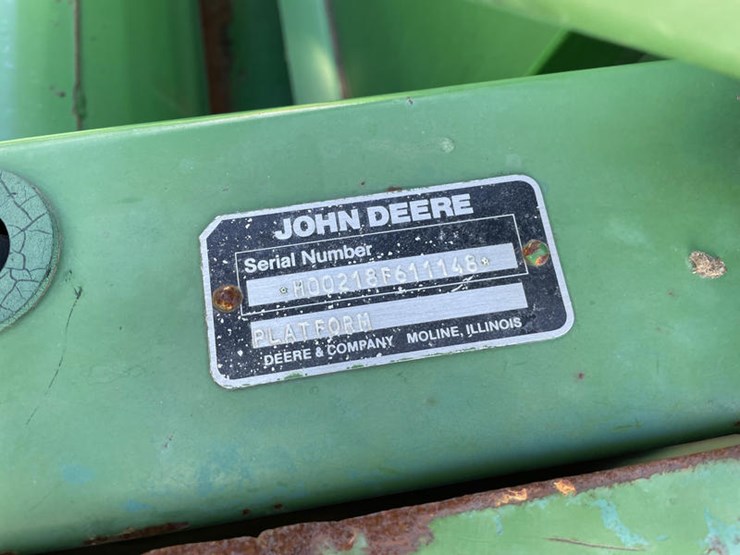 JOHN DEERE
Serial Number
*H00218F611148*
PLATFORM
DEERE & COMPANY MOLINE, ILLINOIS